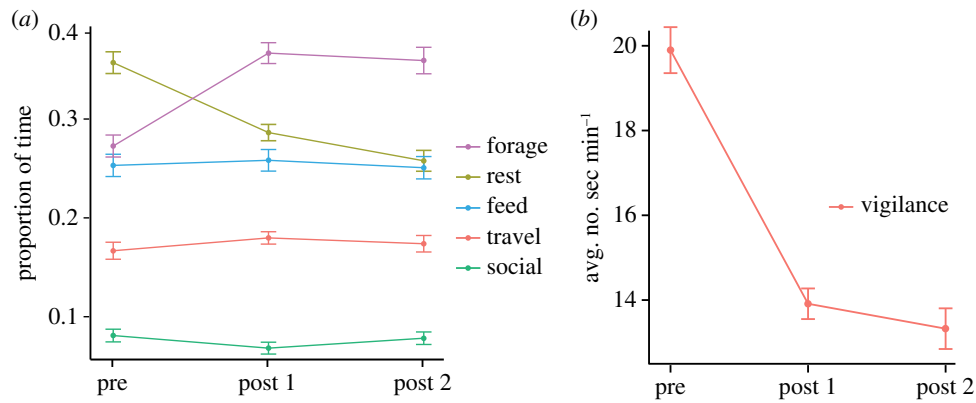 (a)
0.4
0.3
0.2
0.1
proportion of time
pre
post 1
post 2
forage
rest
feed
travel
social
(b)
20
18
16
14
avg. no. sec min⁻¹
pre
post 1
post 2
vigilance